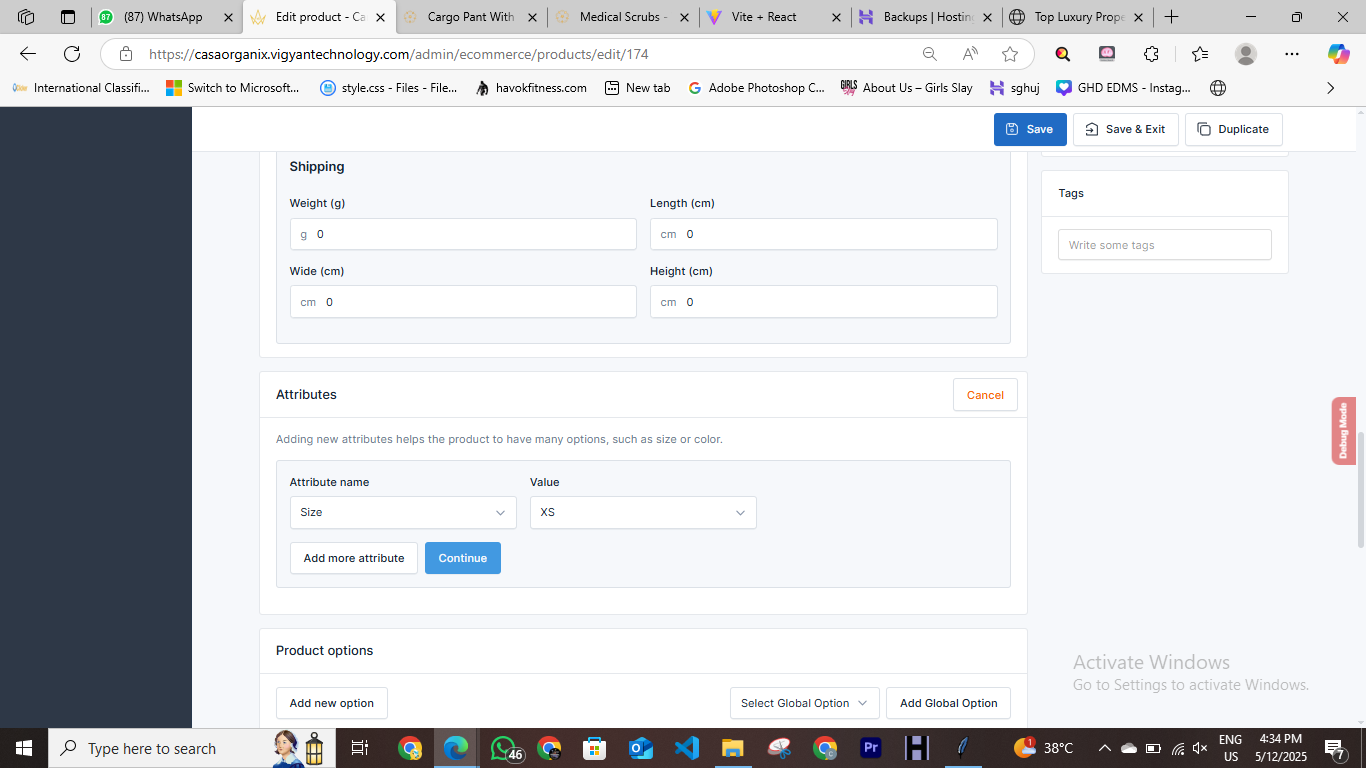 (87) WhatsApp
Edit product - Ca
Cargo Pant With
Medical Scrubs -
Vite + React
Backups | Hosting
Top Luxury Prope
https://casaorganix.vigyantechnology.com/admin/ecommerce/products/edit/174
International Classifi...
Switch to Microsoft...
style.css - Files - File...
havokfitness.com
New tab
Adobe Photoshop C...
GIRLS SLAY
About Us – Girls Slay
sghuj
GHD EDMS - Instag...
Save
Save & Exit
Duplicate
Shipping
Weight (g)
Length (cm)
g 0
cm 0
Wide (cm)
Height (cm)
cm 0
cm 0
Tags
Write some tags
Attributes
Cancel
Adding new attributes helps the product to have many options, such as size or color.
Attribute name
Value
Size
XS
Add more attribute
Continue
Debug Mode
Product options
Add new option
Select Global Option
Add Global Option
Activate Windows
Go to Settings to activate Windows.
Type here to search
46
Pr
H
38°C
ENG
US
4:34 PM
5/12/2025
7